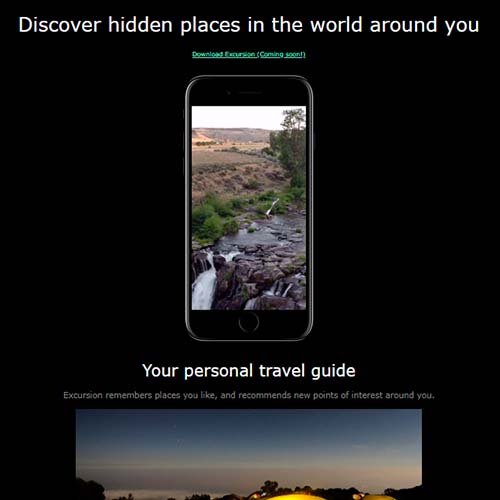 Discover hidden places in the world around you
Download Excursion (Coming soon!)
Your personal travel guide
Excursion remembers places you like, and recommends new points of interest around you.